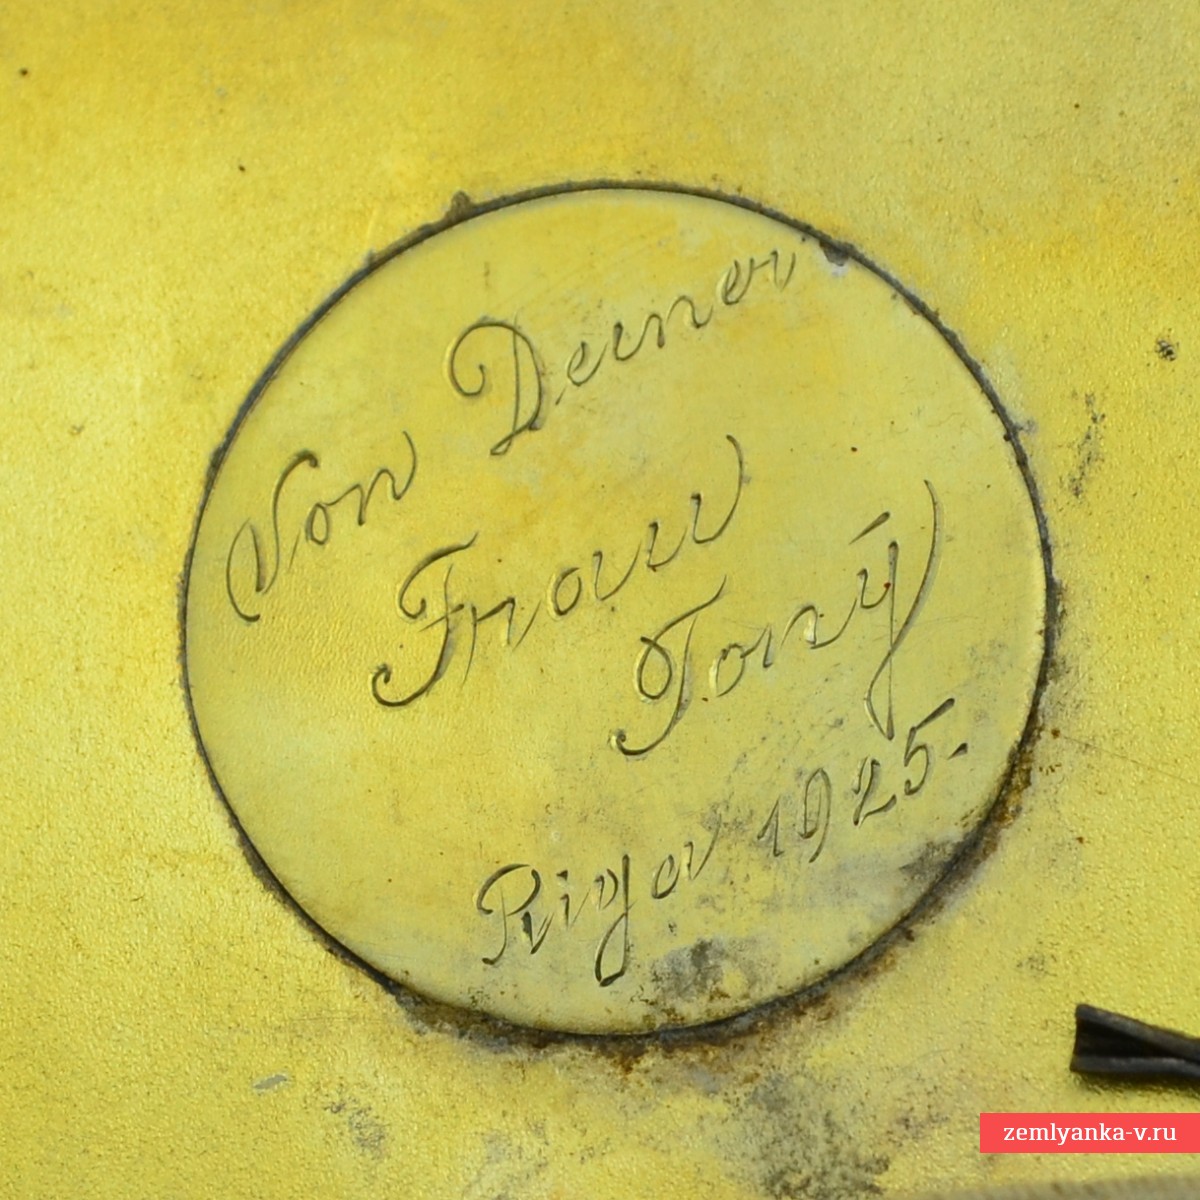 Von Deiner
Frau
Tony
Riga 1925.
zemlyanka-v.ru